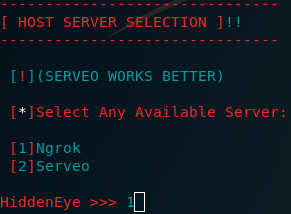 -------------------------------
[ HOST SERVER SELECTION ]!!
-------------------------------
[!](SERVEO WORKS BETTER)
[*]Select Any Available Server:
[1]Ngrok
[2]Serveo
HiddenEye >>> 1